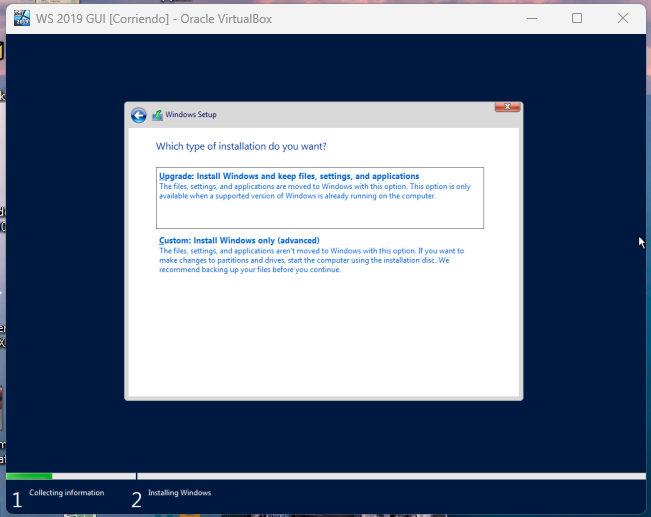 WS 2019 GUI [Corriendo] - Oracle VirtualBox
Windows Setup
Which type of installation do you want?
Upgrade: Install Windows and keep files, settings, and applications
The files, settings, and applications are moved to Windows with this option. This option is only
available when a supported version of Windows is already running on the computer.
Custom: Install Windows only (advanced)
The files, settings, and applications aren't moved to Windows with this option. If you want to
make changes to partitions and drives, start the computer using the installation disc. We
recommend backing up your files before you continue.
1 Collecting information
2 Installing Windows